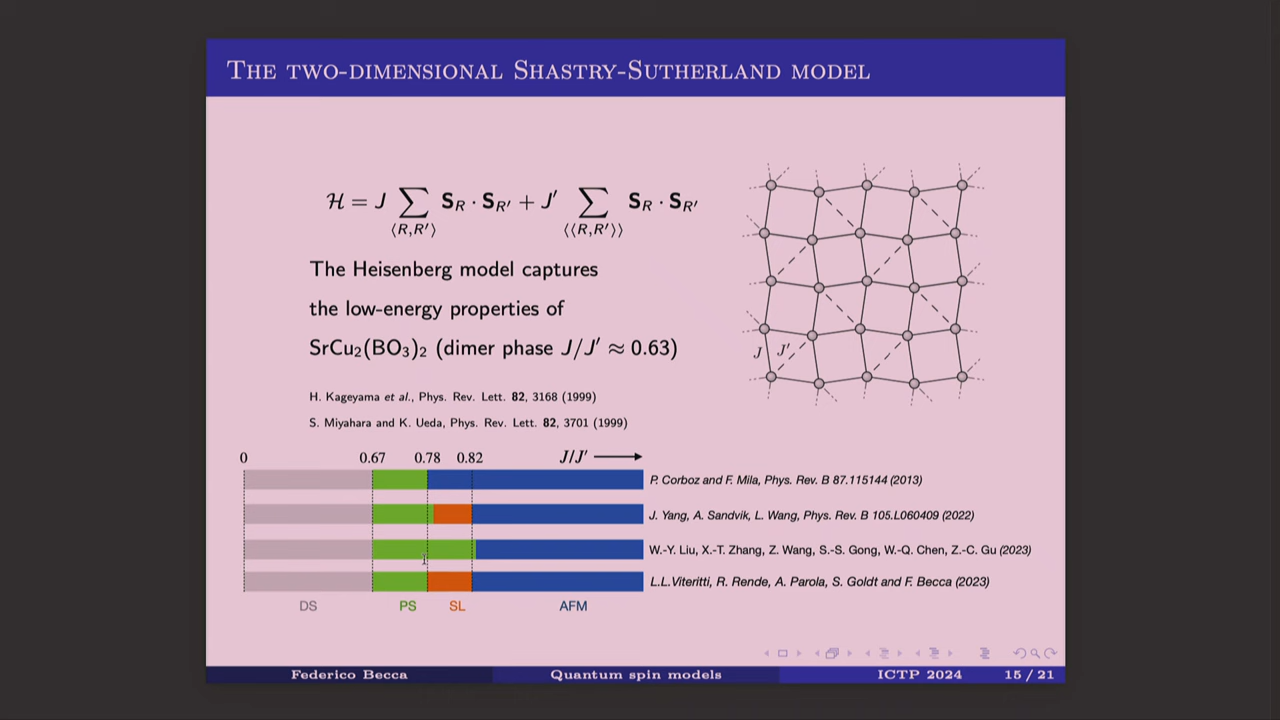 The two-dimensional Shastry-Sutherland model
ℋ = J ∑ S_R · S_R′ + J′ ∑ S_R · S_R′
⟨R,R′⟩ ⟨⟨R,R′⟩⟩
The Heisenberg model captures
the low-energy properties of
SrCu₂(BO₃)₂ (dimer phase J/J′ ≈ 0.63)
J J′
H. Kageyama et al., Phys. Rev. Lett. 82, 3168 (1999)
S. Miyahara and K. Ueda, Phys. Rev. Lett. 82, 3701 (1999)
0 0.67 0.78 0.82 J/J′
P. Corboz and F. Mila, Phys. Rev. B 87.115144 (2013)
J. Yang, A. Sandvik, L. Wang, Phys. Rev. B 105.L060409 (2022)
W.-Y. Liu, X.-T. Zhang, Z. Wang, S.-S. Gong, W.-Q. Chen, Z.-C. Gu (2023)
L.L.Viteritti, R. Rende, A. Parola, S. Goldt and F. Becca (2023)
DS PS SL AFM
Federico Becca Quantum spin models ICTP 2024 15 / 21